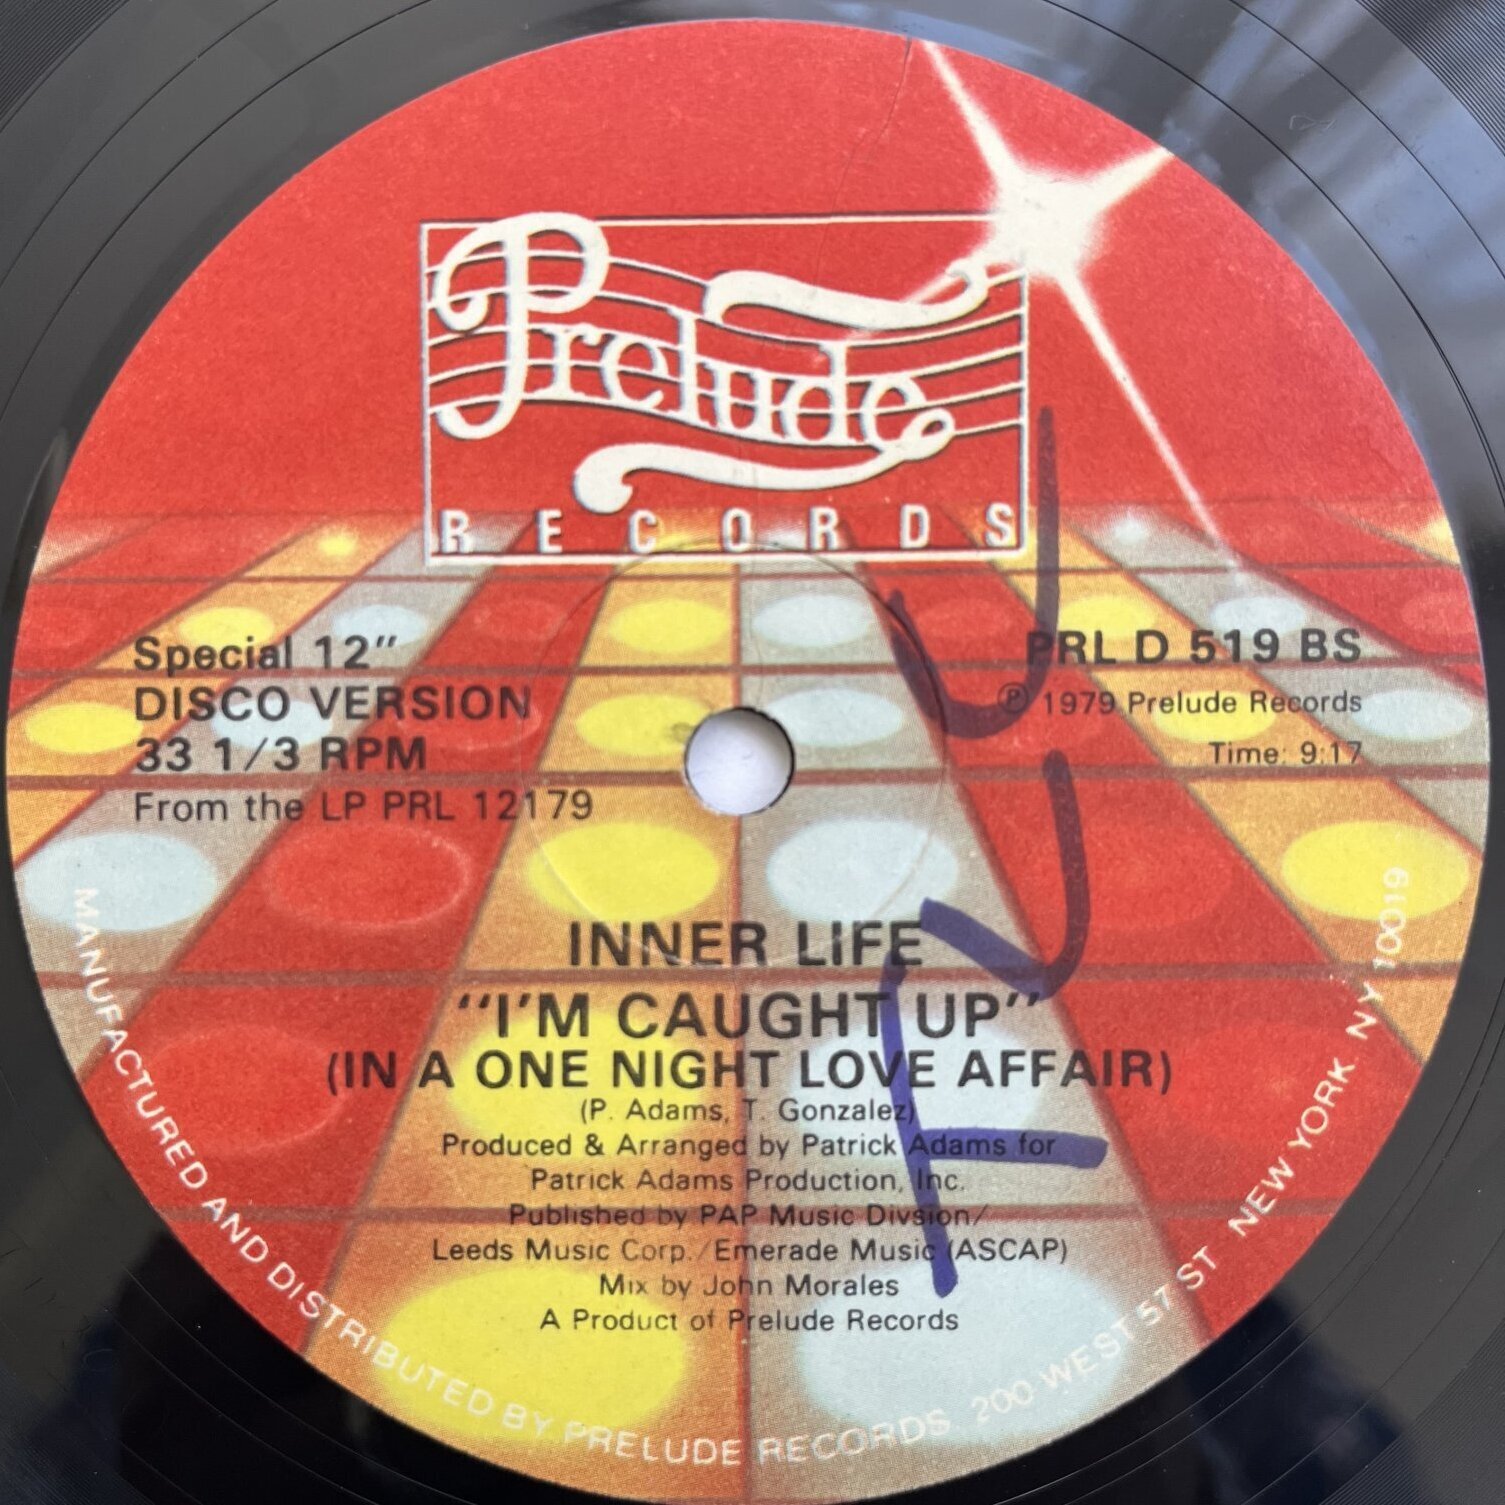 Prelude
RECORDS
Special 12"
DISCO VERSION
33 1/3 RPM
From the LP PRL 12179
PRL D 519 BS
℗ 1979 Prelude Records
Time: 9:17
INNER LIFE
"I'M CAUGHT UP"
(IN A ONE NIGHT LOVE AFFAIR)
(P. Adams, T. Gonzalez)
Produced & Arranged by Patrick Adams for
Patrick Adams Production, Inc.
Published by PAP Music Divsion/
Leeds Music Corp./Emerade Music (ASCAP)
Mix by John Morales
A Product of Prelude Records
MANUFACTURED AND DISTRIBUTED BY PRELUDE RECORDS 200 WEST 57 ST NEW YORK NY 10019